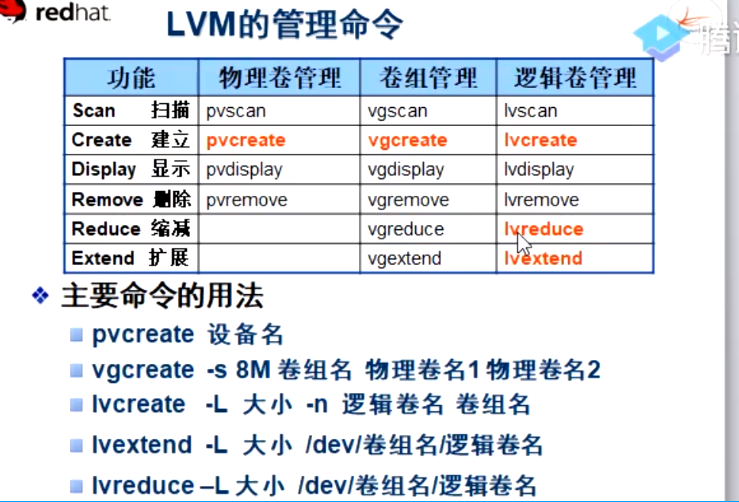 redhat.
LVM的管理命令
腾
功能 物理卷管理 卷组管理 逻辑卷管理
Scan 扫描 pvscan vgscan lvscan
Create 建立 pvcreate vgcreate lvcreate
Display 显示 pvdisplay vgdisplay lvdisplay
Remove 删除 pvremove vgremove lvremove
Reduce 缩减 vgreduce lvreduce
Extend 扩展 vgextend lvextend
主要命令的用法
pvcreate 设备名
vgcreate -s 8M 卷组名 物理卷名1 物理卷名2
lvcreate -L 大小 -n 逻辑卷名 卷组名
lvextend -L 大小 /dev/卷组名/逻辑卷名
lvreduce –L 大小 /dev/卷组名/逻辑卷名